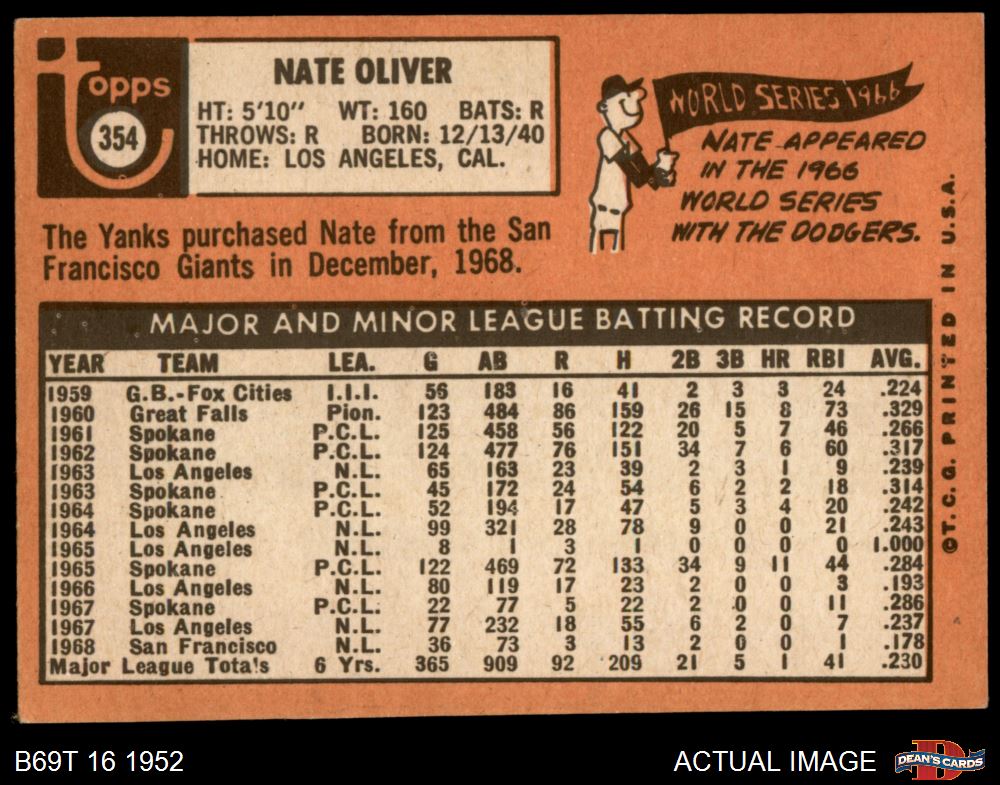 Topps
354
NATE OLIVER
HT: 5'10" WT: 160 BATS: R
THROWS: R BORN: 12/13/40
HOME: LOS ANGELES, CAL.
WORLD SERIES 1966
NATE APPEARED
IN THE 1966
WORLD SERIES
WITH THE DODGERS.
The Yanks purchased Nate from the San
Francisco Giants in December, 1968.
MAJOR AND MINOR LEAGUE BATTING RECORD
YEAR TEAM LEA. G AB R H 2B 3B HR RBI AVG.
1959 G.B.-Fox Cities I.I.I. 56 183 16 41 2 3 3 24 .224
1960 Great Falls Pion. 123 484 86 159 26 15 8 73 .329
1961 Spokane P.C.L. 125 458 56 122 20 5 7 46 .266
1962 Spokane P.C.L. 124 477 76 151 34 7 6 60 .317
1963 Los Angeles N.L. 65 163 23 39 2 3 1 9 .239
1963 Spokane P.C.L. 45 172 24 54 6 2 2 18 .314
1964 Spokane P.C.L. 52 194 17 47 5 3 4 20 .242
1964 Los Angeles N.L. 99 321 28 78 9 0 0 21 .243
1965 Los Angeles N.L. 8 1 3 1 0 0 0 0 1.000
1965 Spokane P.C.L. 122 469 72 133 34 9 11 44 .284
1966 Los Angeles N.L. 80 119 17 23 2 0 0 3 .193
1967 Spokane P.C.L. 22 77 5 22 2 0 0 11 .286
1967 Los Angeles N.L. 77 232 18 55 6 2 0 7 .237
1968 San Francisco N.L. 36 73 3 13 2 0 0 1 .178
Major League Totals 6 Yrs. 365 909 92 209 21 5 1 41 .230
©T.C.G. PRINTED IN U.S.A.
B69T 16 1952
ACTUAL IMAGE
D
DEAN'S CARDS